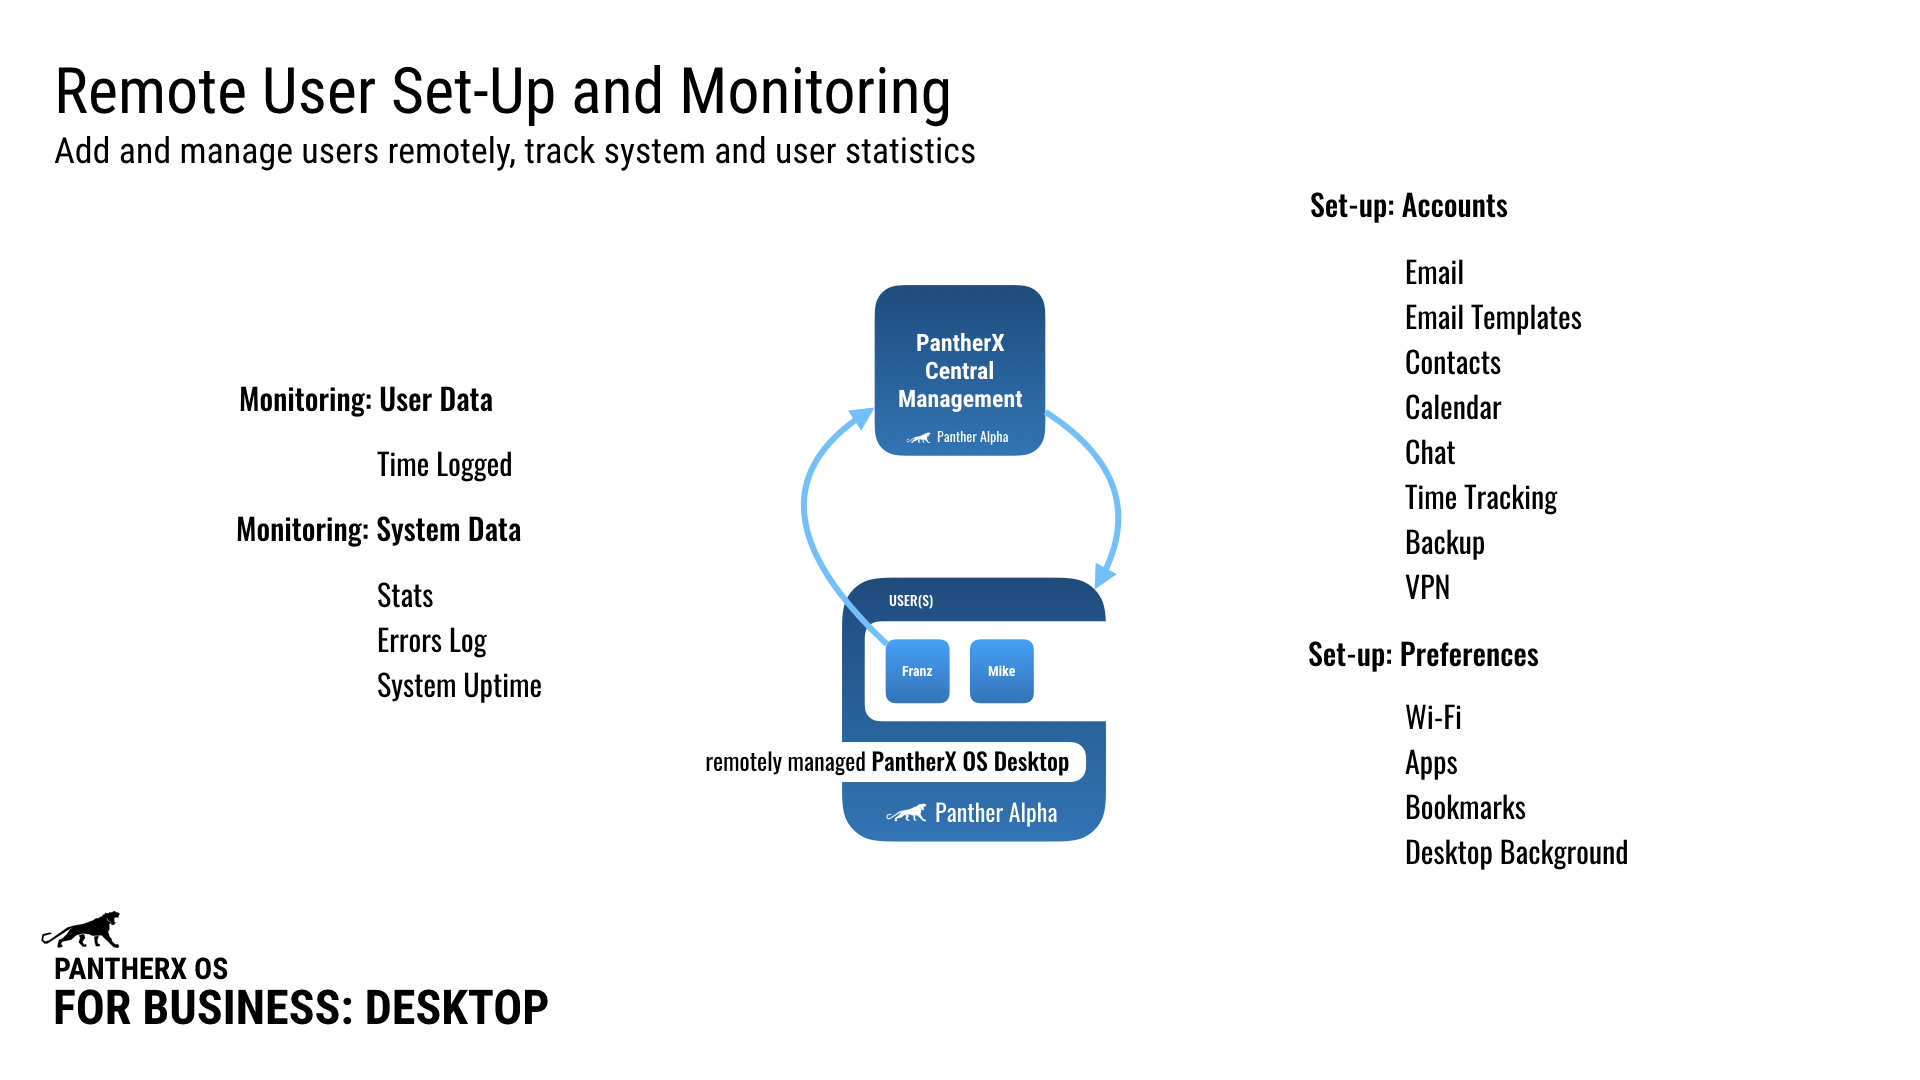 Remote User Set-Up and Monitoring
Add and manage users remotely, track system and user statistics
Monitoring: User Data
Time Logged
Monitoring: System Data
Stats
Errors Log
System Uptime
PantherX
Central
Management
Panther Alpha
USER(S)
Franz
Mike
remotely managed PantherX OS Desktop
Panther Alpha
Set-up: Accounts
Email
Email Templates
Contacts
Calendar
Chat
Time Tracking
Backup
VPN
Set-up: Preferences
Wi-Fi
Apps
Bookmarks
Desktop Background
PANTHERX OS
FOR BUSINESS: DESKTOP